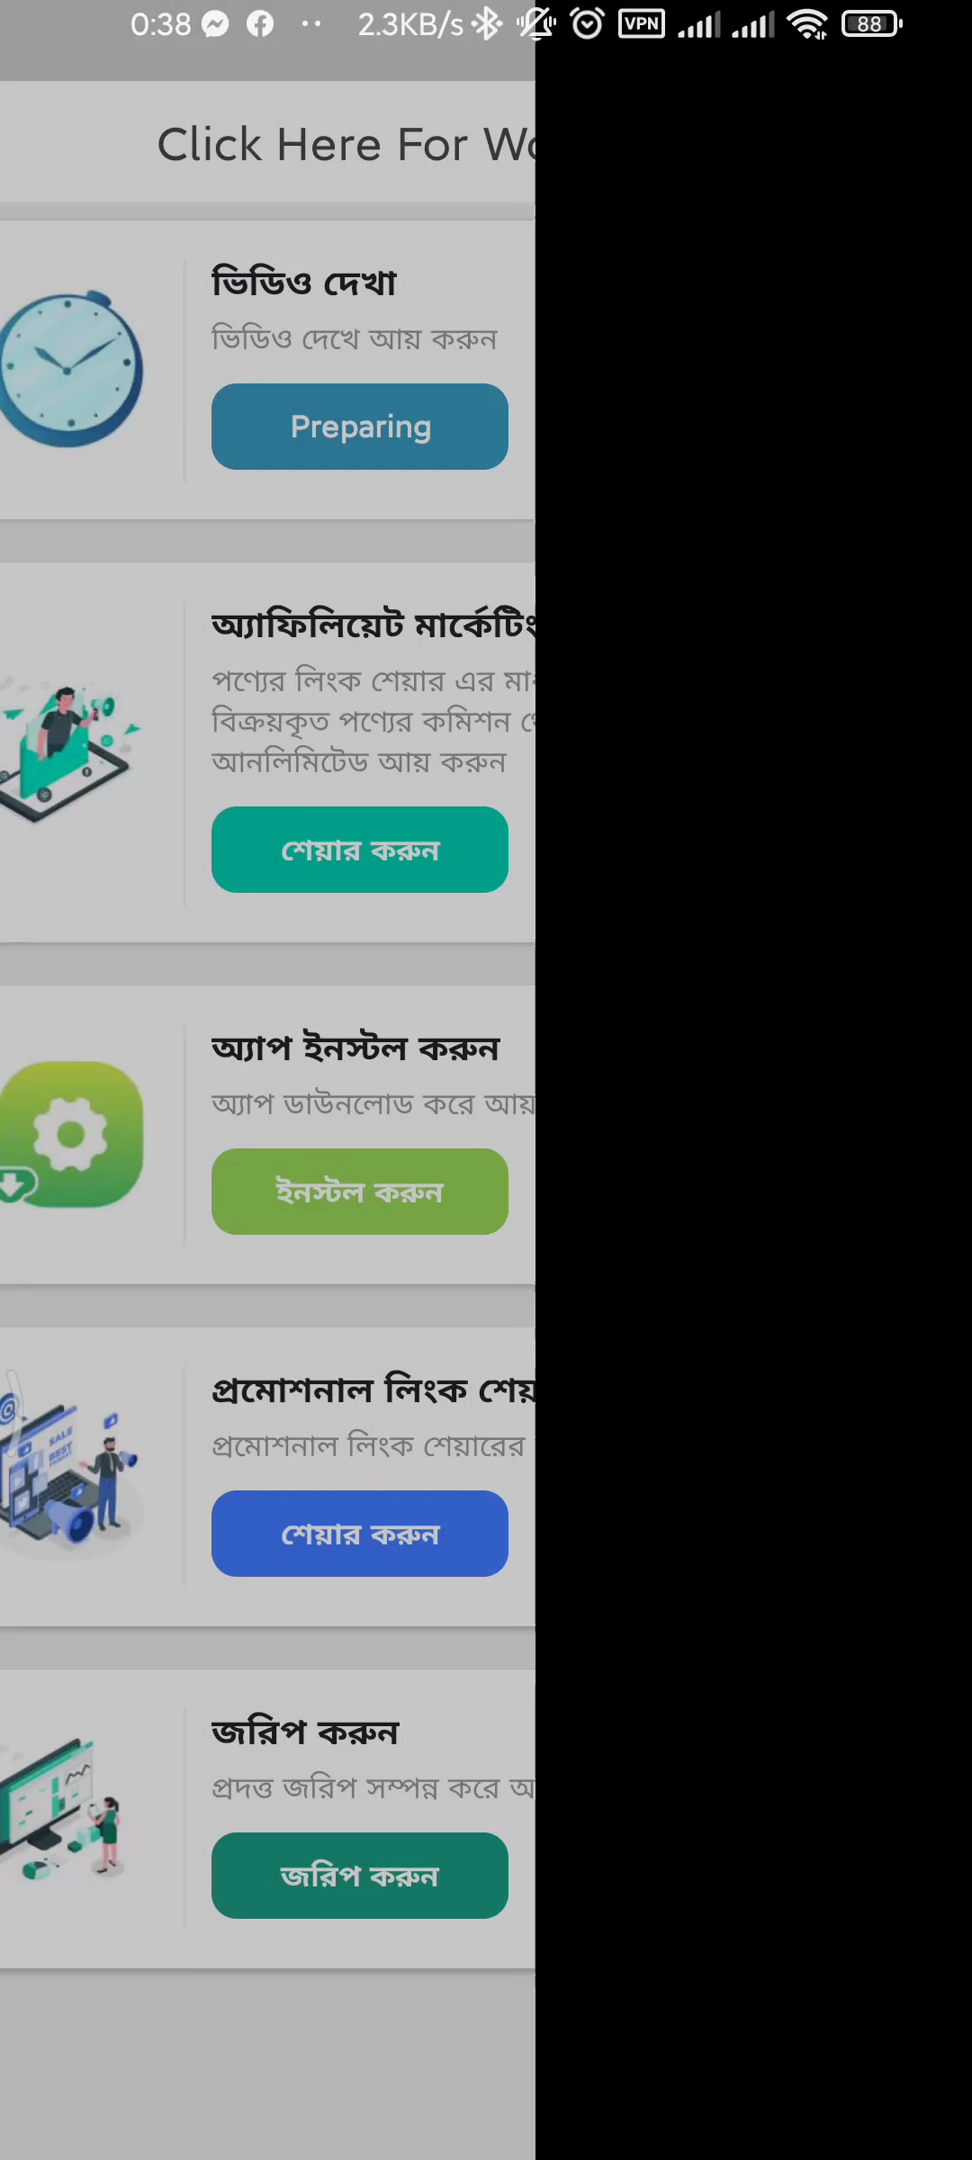 0:38 2.3KB/s VPN 88
Click Here For
ভিডিও দেখা
ভিডিও দেখে আয় করুন
Preparing
অ্যাফিলিয়েট মার্কেটিং
পণ্যের লিংক শেয়ার এর
বিক্রয়কৃত পণ্যের কমিশন
আনলিমিটেড আয় করুন
শেয়ার করুন
অ্যাপ ইনস্টল করুন
অ্যাপ ডাউনলোড করে আয়
ইনস্টল করুন
প্রমোশনাল লিংক
প্রমোশনাল লিংক শেয়ারের
SALE
BEST
শেয়ার করুন
জরিপ করুন
প্রদত্ত জরিপ সম্পন্ন করে
জরিপ করুন